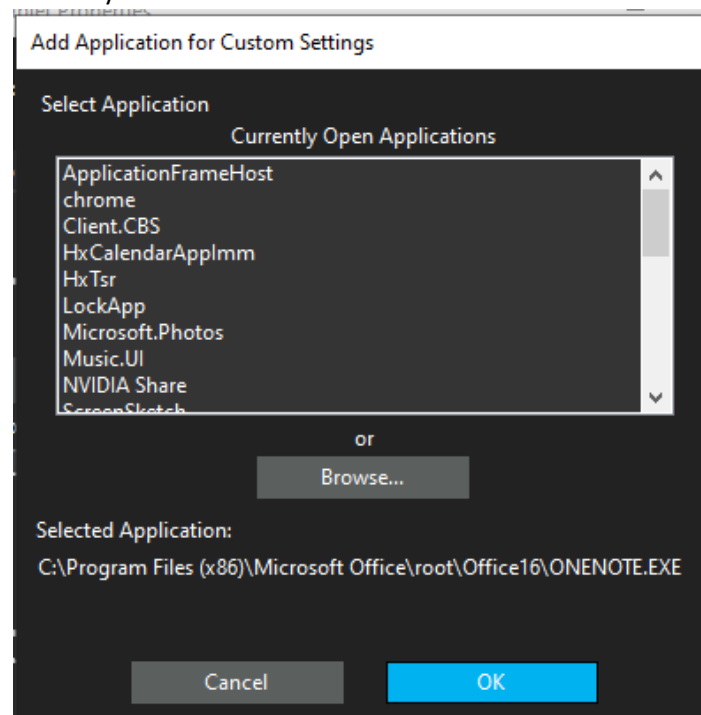 Add Application for Custom Settings
Select Application
Currently Open Applications
ApplicationFrameHost
chrome
Client.CBS
HxCalendarAppImm
HxTsr
LockApp
Microsoft.Photos
Music.UI
NVIDIA Share
ScreenSketch
or
Browse...
Selected Application:
C:\Program Files (x86)\Microsoft Office\root\Office16\ONENOTE.EXE
Cancel
OK